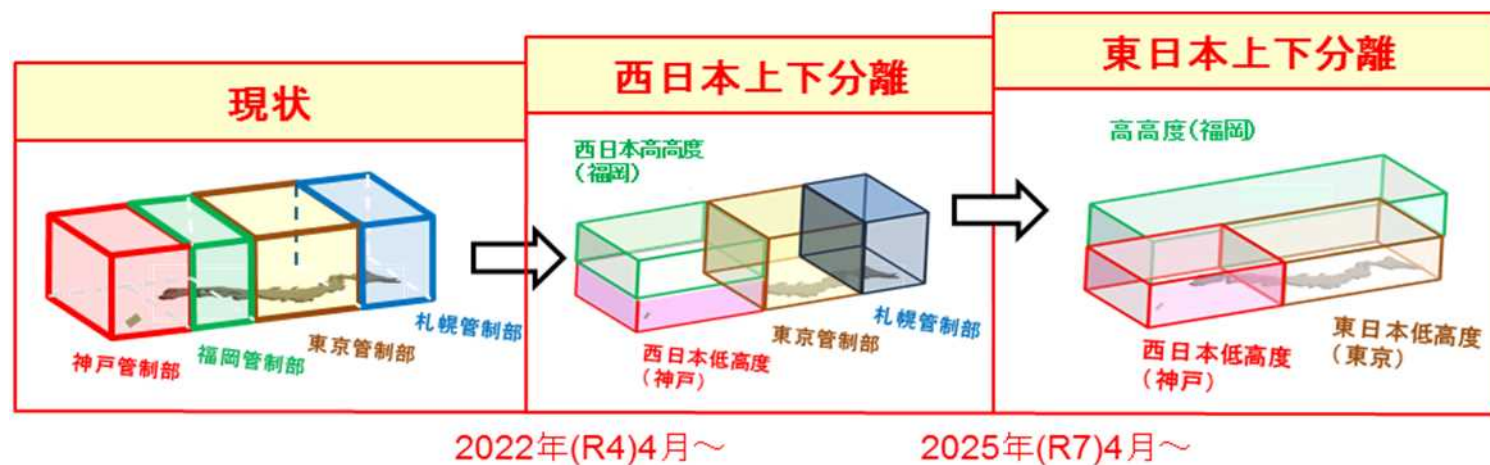 現状
神戸管制部
福岡管制部
東京管制部
札幌管制部
西日本上下分離
西日本高高度
(福岡)
西日本低高度
(神戸)
東京管制部
札幌管制部
東日本上下分離
高高度(福岡)
西日本低高度
(神戸)
東日本低高度
(東京)
2022年(R4)4月～
2025年(R7)4月～